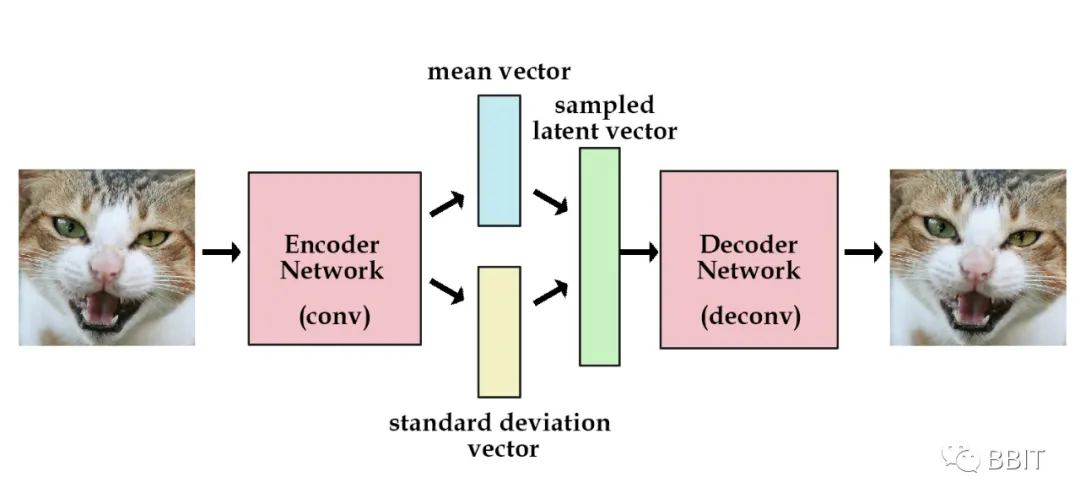 mean vector
sampled
latent vector
Encoder
Network
(conv)
Decoder
Network
(deconv)
standard deviation
vector
BBIT